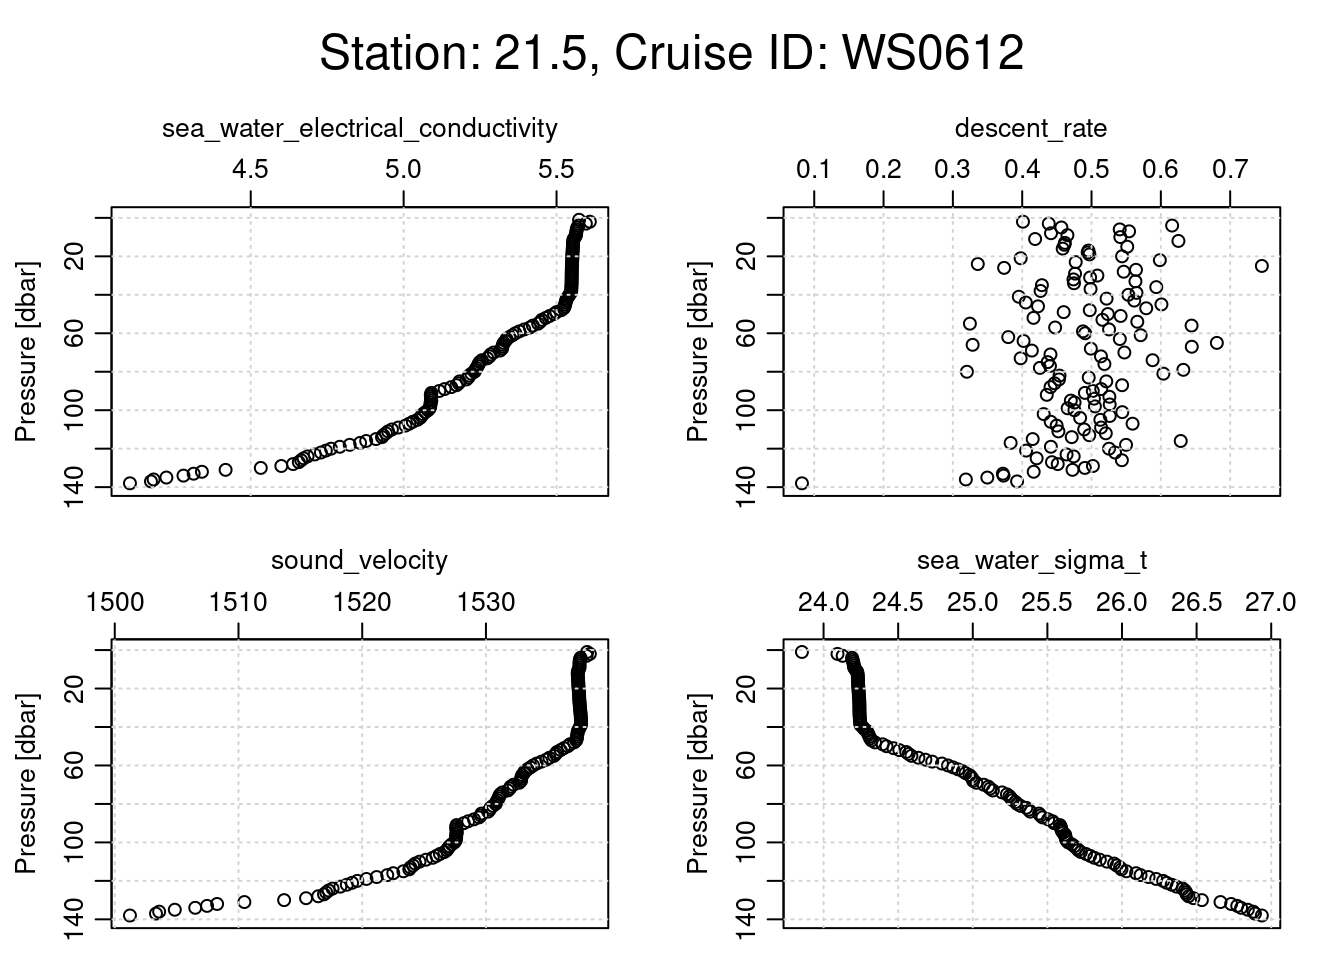 Station: 21.5, Cruise ID: WS0612
sea_water_electrical_conductivity
4.5 5.0 5.5
Pressure [dbar]
20
60
100
140
descent_rate
0.1 0.2 0.3 0.4 0.5 0.6 0.7
Pressure [dbar]
20
60
100
140
sound_velocity
1500 1510 1520 1530
Pressure [dbar]
20
60
100
140
sea_water_sigma_t
24.0 24.5 25.0 25.5 26.0 26.5 27.0
Pressure [dbar]
20
60
100
140